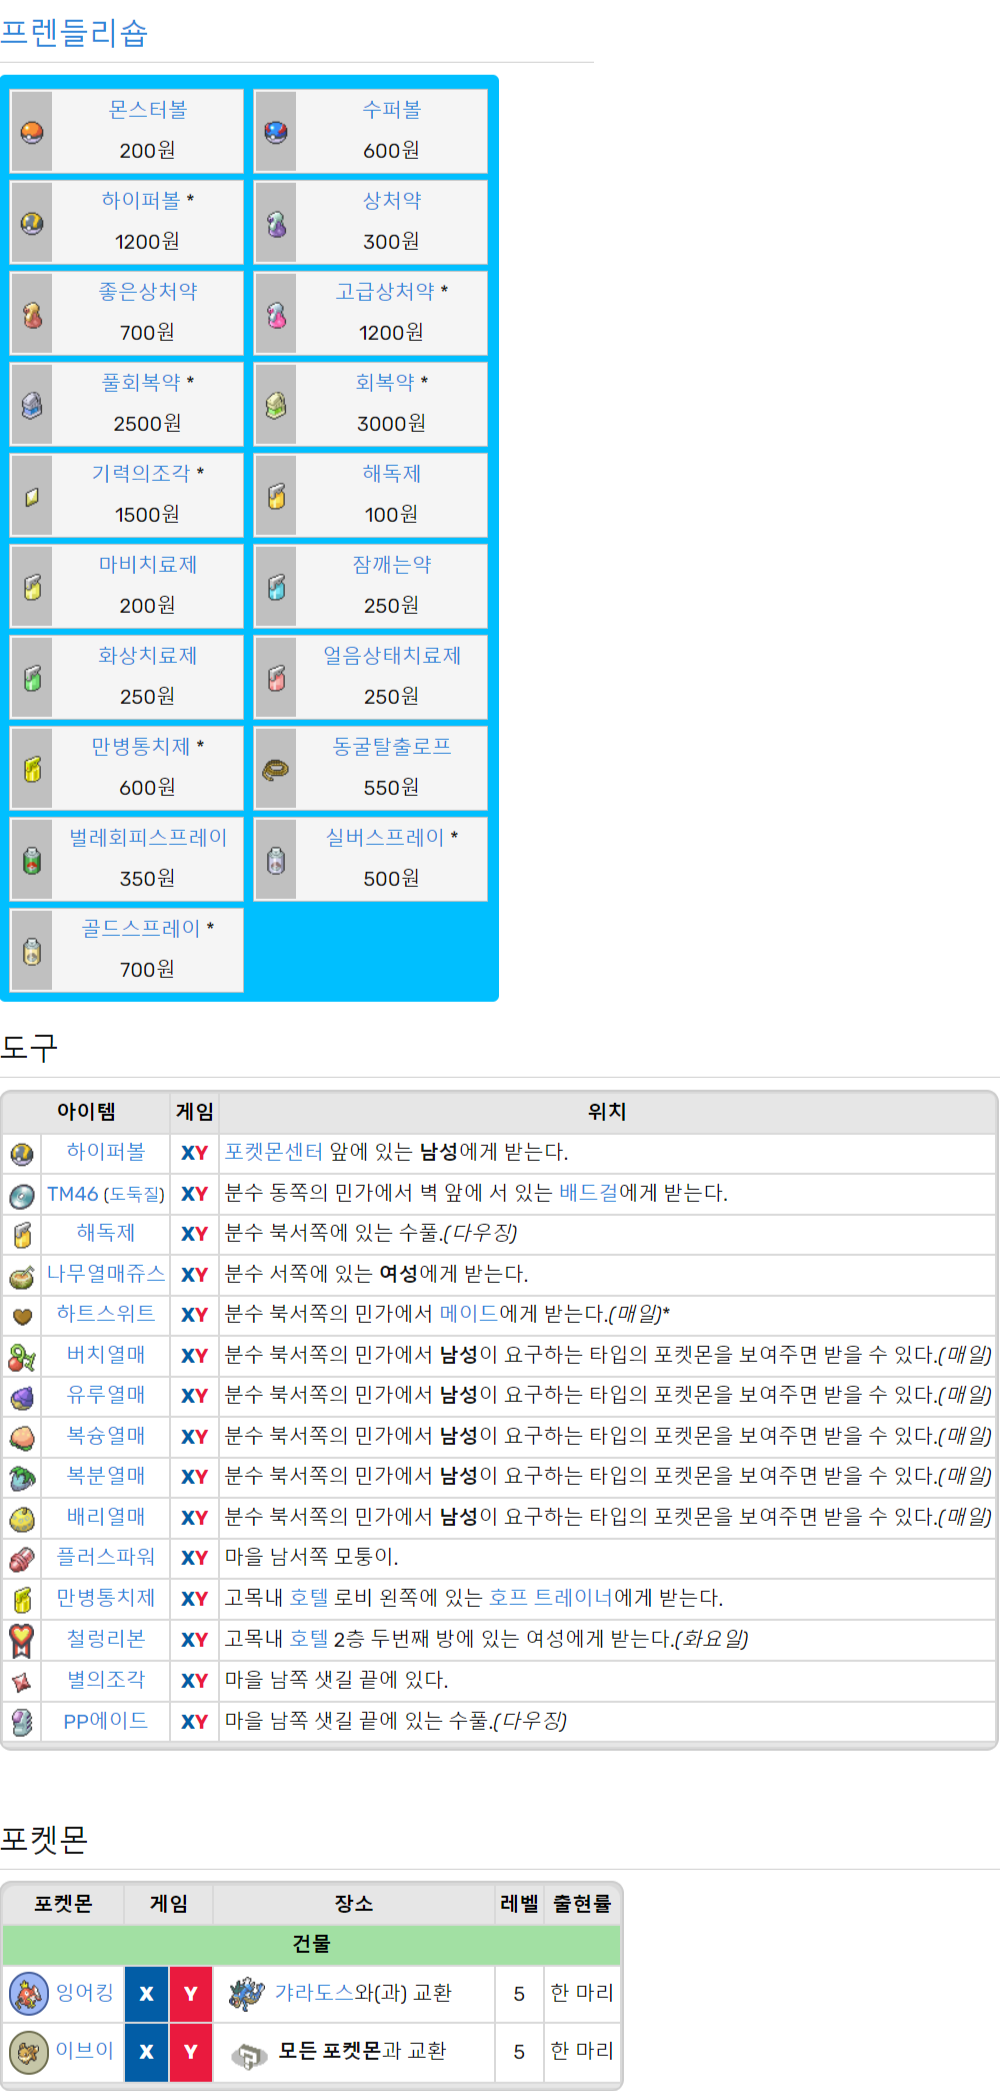 프렌들리숍
몬스터볼 수퍼볼
200원 600원
하이퍼볼 * 상처약
1200원 300원
좋은상처약 고급상처약 *
700원 1200원
풀회복약 * 회복약 *
2500원 3000원
기력의조각 * 해독제
1500원 100원
마비치료제 잠깨는약
200원 250원
화상치료제 얼음상태치료제
250원 250원
만병통치제 * 동굴탈출로프
600원 550원
벌레회피스프레이 실버스프레이 *
350원 500원
골드스프레이 *
700원
도구
아이템 게임 위치
하이퍼볼 XY 포켓몬센터 앞에 있는 남성에게 받는다.
TM46 (도둑질) XY 분수 동쪽의 민가에서 벽 앞에 서 있는 배드걸에게 받는다.
해독제 XY 분수 북서쪽에 있는 수풀.(다우징)
나무열매쥬스 XY 분수 서쪽에 있는 여성에게 받는다.
하트스위트 XY 분수 북서쪽의 민가에서 메이드에게 받는다.(매일)*
버치열매 XY 분수 북서쪽의 민가에서 남성이 요구하는 타입의 포켓몬을 보여주면 받을 수 있다.(매일)
유루열매 XY 분수 북서쪽의 민가에서 남성이 요구하는 타입의 포켓몬을 보여주면 받을 수 있다.(매일)
복슝열매 XY 분수 북서쪽의 민가에서 남성이 요구하는 타입의 포켓몬을 보여주면 받을 수 있다.(매일)
복분열매 XY 분수 북서쪽의 민가에서 남성이 요구하는 타입의 포켓몬을 보여주면 받을 수 있다.(매일)
배리열매 XY 분수 북서쪽의 민가에서 남성이 요구하는 타입의 포켓몬을 보여주면 받을 수 있다.(매일)
플러스파워 XY 마을 남서쪽 모퉁이.
만병통치제 XY 고목내 호텔 로비 왼쪽에 있는 호프 트레이너에게 받는다.
철렁리본 XY 고목내 호텔 2층 두번째 방에 있는 여성에게 받는다.(화요일)
별의조각 XY 마을 남쪽 샛길 끝에 있다.
PP에이드 XY 마을 남쪽 샛길 끝에 있는 수풀.(다우징)
포켓몬
포켓몬 게임 장소 레벨 출현률
건물
잉어킹 X Y 갸라도스와(과) 교환 5 한 마리
이브이 X Y 모든 포켓몬과 교환 5 한 마리